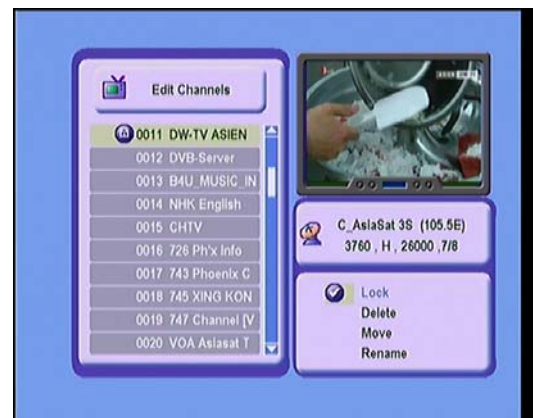 Edit Channels
0011 DW-TV ASIEN
0012 DVB-Server
0013 B4U_MUSIC_IN
0014 NHK English
0015 CHTV
0016 726 Ph'x Info
0017 743 Phoenix C
0018 745 XING KON
0019 747 Channel [V
0020 VOA Asiasat T
C_AsiaSat 3S (105.5E)
3760 , H , 26000 ,7/8
Lock
Delete
Move
Rename